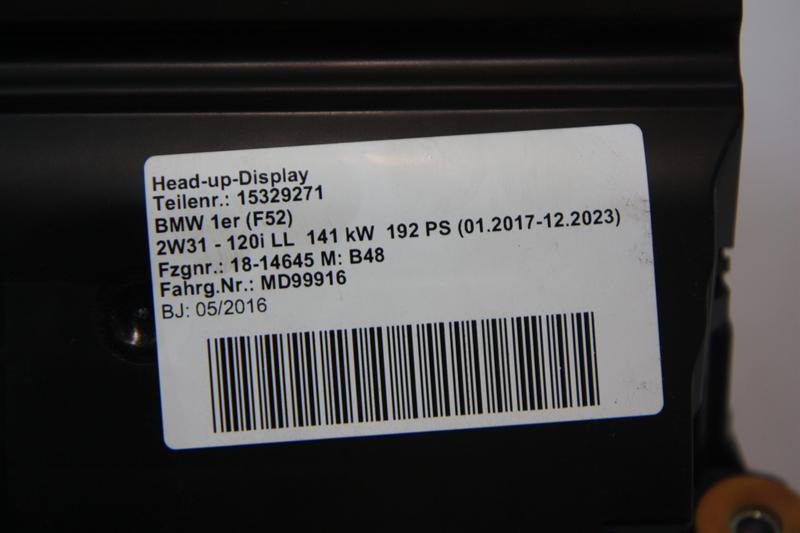 Head-up-Display
Teilenr.: 15329271
BMW 1er (F52)
2W31 - 120i LL 141 kW 192 PS (01.2017-12.2023)
Fzgnr.: 18-14645 M: B48
Fahrg.Nr.: MD99916
BJ: 05/2016